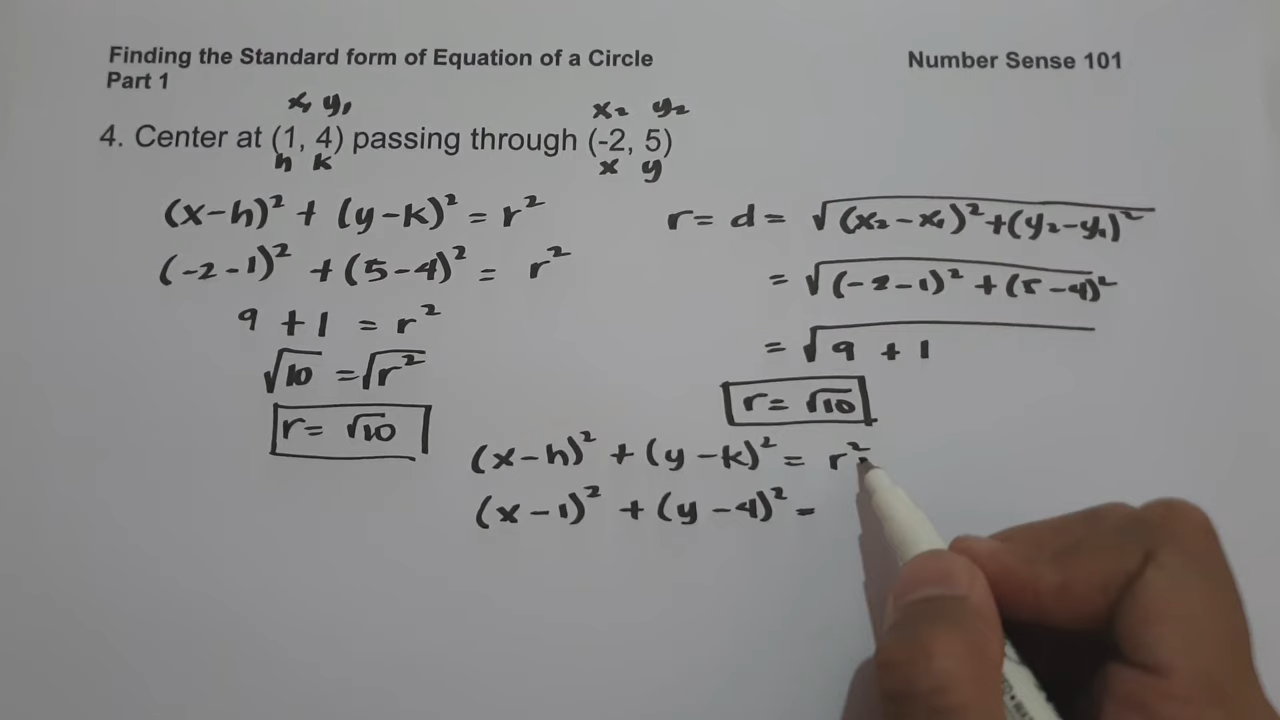 Finding the Standard form of Equation of a Circle
Number Sense 101
Part 1
x₁ y₁ x₂ y₂
4. Center at (1, 4) passing through (-2, 5)
h k x y
(x-h)² + (y-k)² = r²
(-2-1)² + (5-4)² = r²
9 + 1 = r²
√10 = √r²
r = √10
r = d = √(x₂-x₁)²+(y₂-y₁)²
= √(-2-1)² + (5-4)²
= √9 + 1
r = √10
(x-h)² + (y-k)² = r²
(x-1)² + (y-4)² -